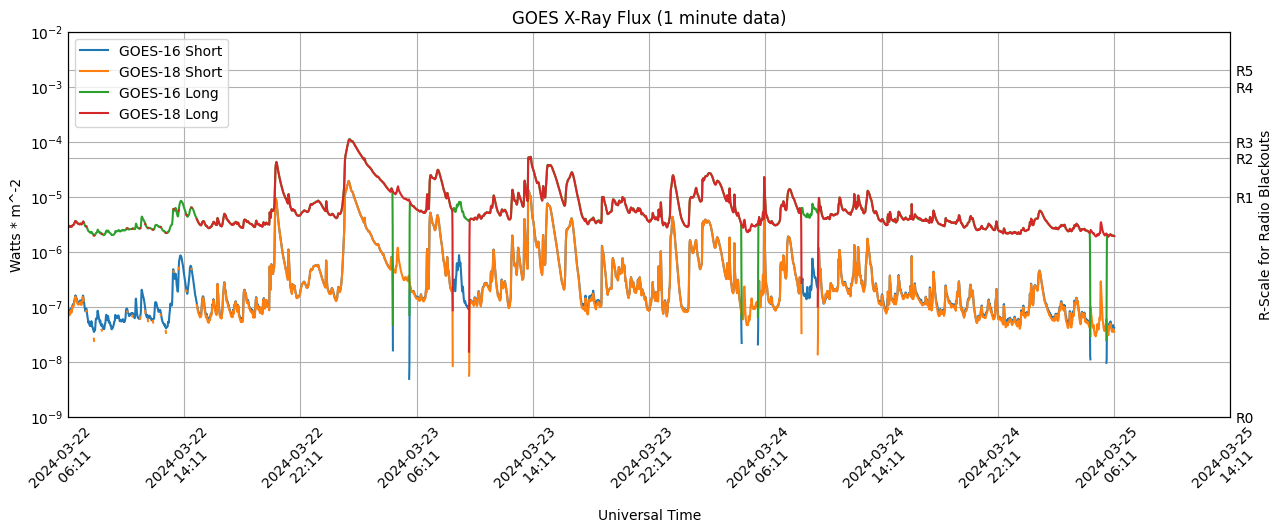 GOES X-Ray Flux (1 minute data)
GOES-16 Short
GOES-18 Short
GOES-16 Long
GOES-18 Long
Watts * m^-2
10⁻²
10⁻³
10⁻⁴
10⁻⁵
10⁻⁶
10⁻⁷
10⁻⁸
10⁻⁹
R5
R4
R3
R2
R1
R0
R-Scale for Radio Blackouts
2024-03-22
06:11
2024-03-22
14:11
2024-03-22
22:11
2024-03-23
06:11
2024-03-23
14:11
2024-03-23
22:11
2024-03-24
06:11
2024-03-24
14:11
2024-03-24
22:11
2024-03-25
06:11
2024-03-25
14:11
Universal Time